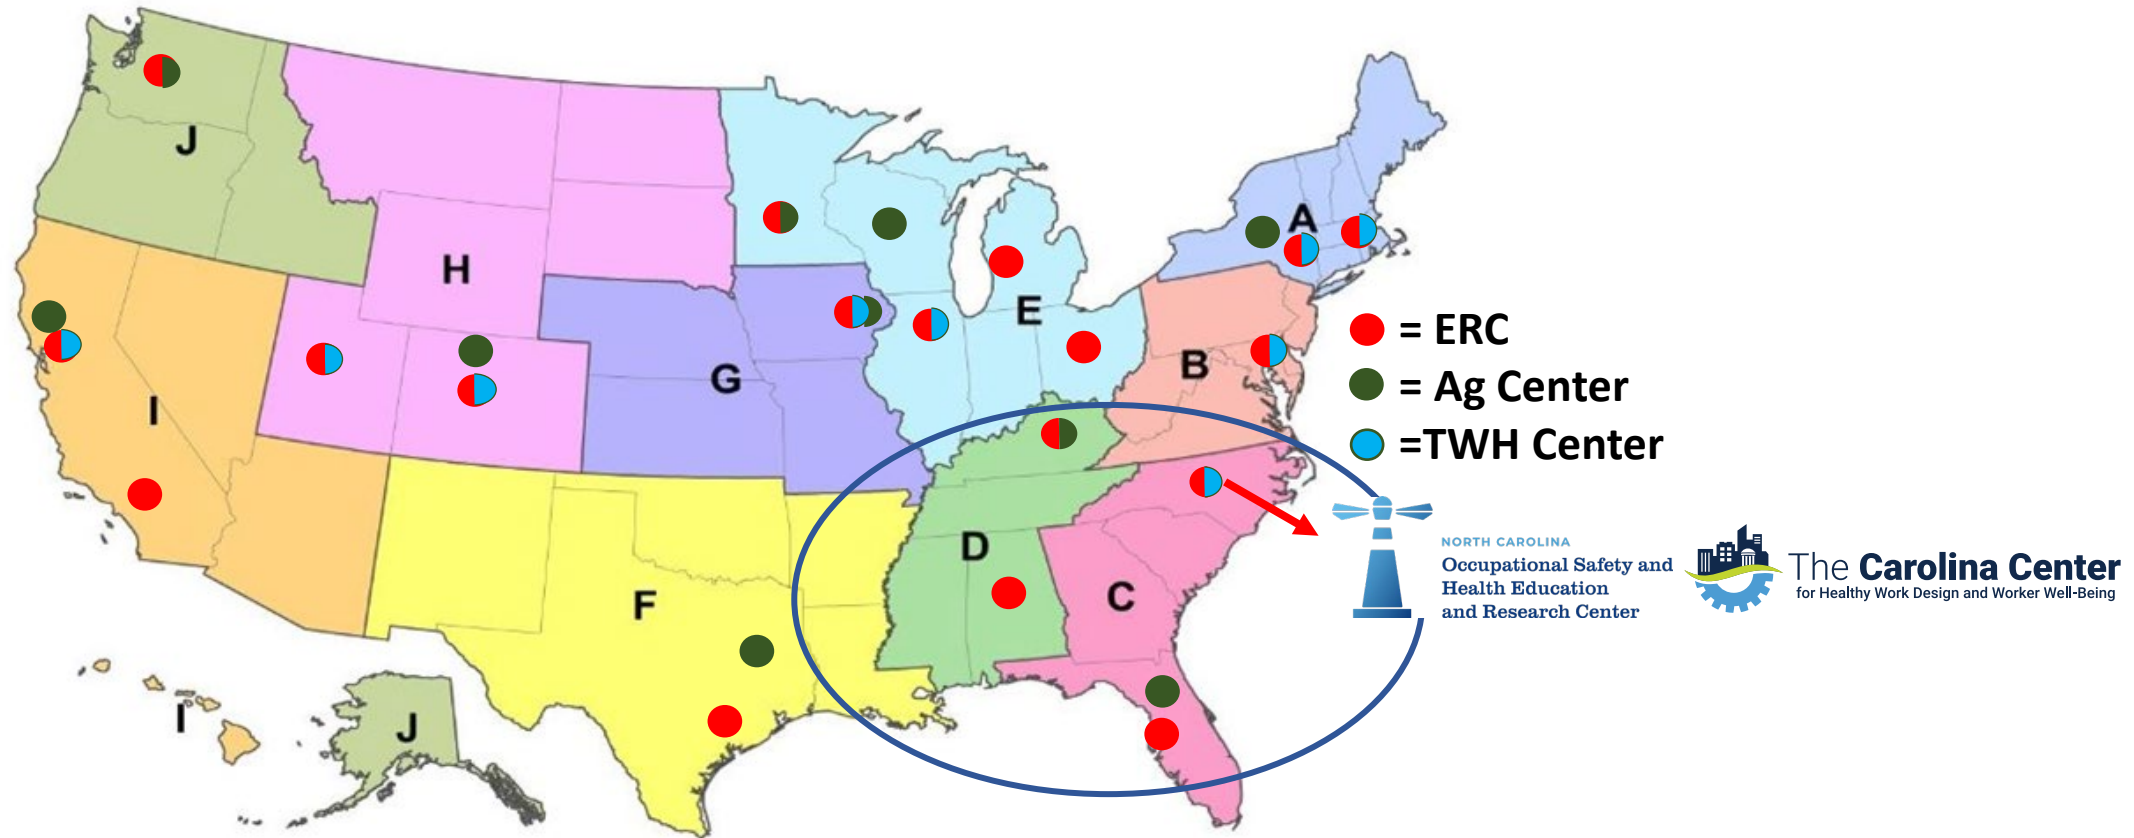 J
H
A
E
= ERC
B
G
= Ag Center
I
=TWH Center
D
NORTH CAROLINA
Occupational Safety and
Health Education
and Research Center
The Carolina Center
for Healthy Work Design and Worker Well-Being
C
F
I
J